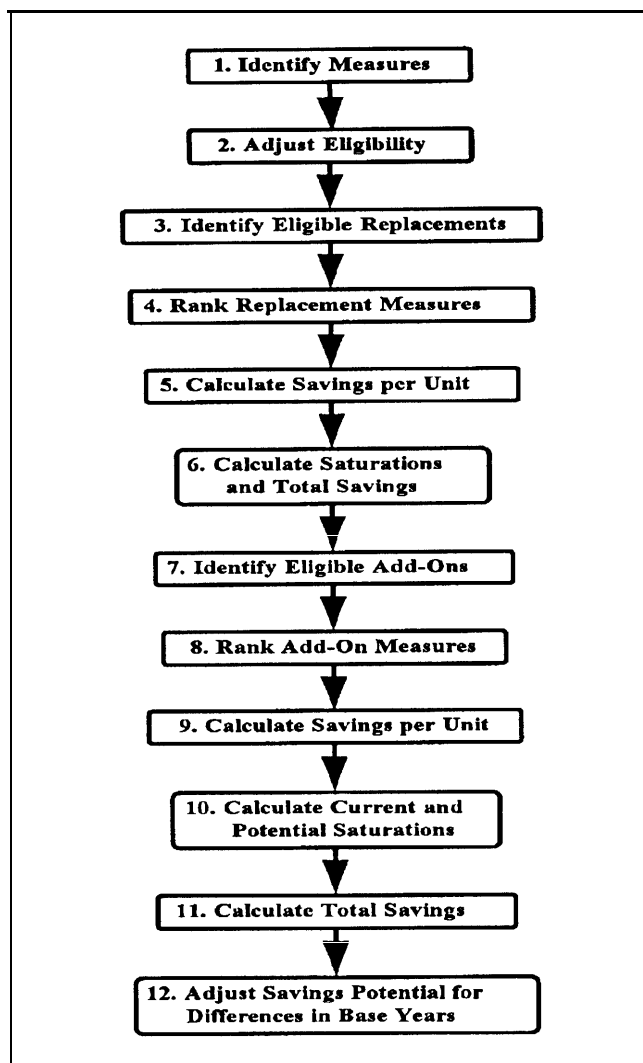 1. Identify Measures
2. Adjust Eligibility
3. Identify Eligible Replacements
4. Rank Replacement Measures
5. Calculate Savings per Unit
6. Calculate Saturations
and Total Savings
7. Identify Eligible Add-Ons
8. Rank Add-On Measures
9. Calculate Savings per Unit
10. Calculate Current and
Potential Saturations
11. Calculate Total Savings
12. Adjust Savings Potential for
Differences in Base Years